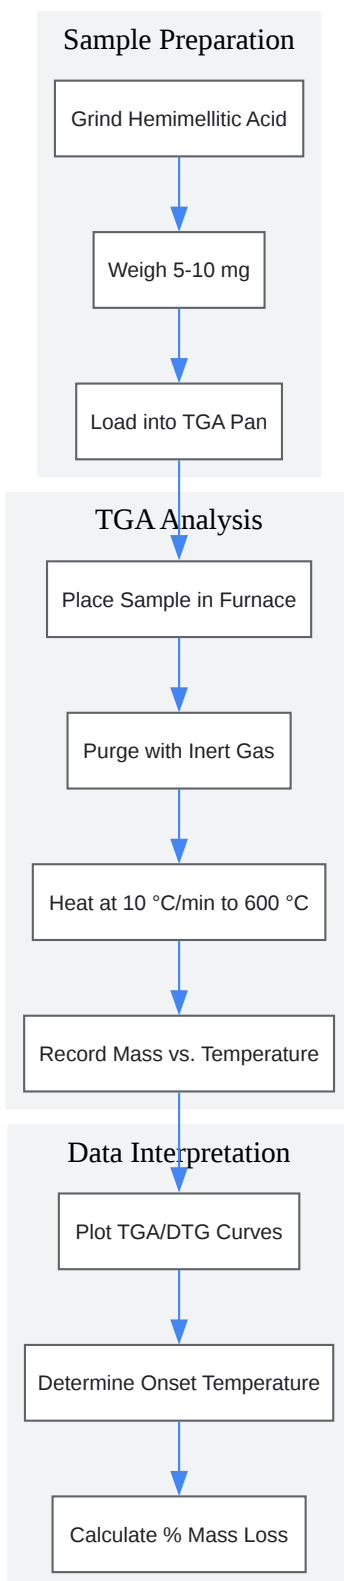 Sample Preparation
Grind Hemimellitic Acid
Weigh 5-10 mg
Load into TGA Pan
TGA Analysis
Place Sample in Furnace
Purge with Inert Gas
Heat at 10 °C/min to 600 °C
Record Mass vs. Temperature
Data Interpretation
Plot TGA/DTG Curves
Determine Onset Temperature
Calculate % Mass Loss